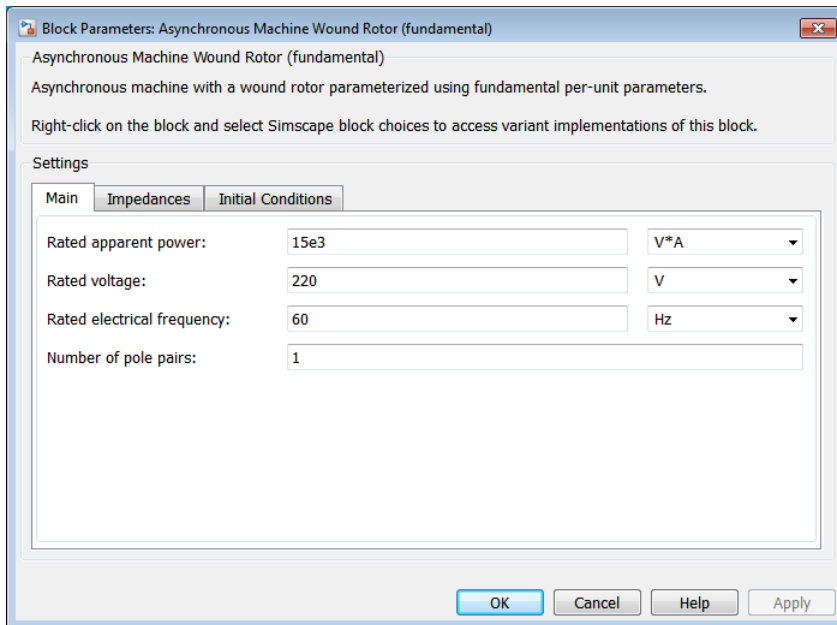 Block Parameters: Asynchronous Machine Wound Rotor (fundamental)
Asynchronous Machine Wound Rotor (fundamental)
Asynchronous machine with a wound rotor parameterized using fundamental per-unit parameters.
Right-click on the block and select Simscape block choices to access variant implementations of this block.
Settings
Main Impedances Initial Conditions
Rated apparent power: 15e3 V*A
Rated voltage: 220 V
Rated electrical frequency: 60 Hz
Number of pole pairs: 1
OK Cancel Help Apply